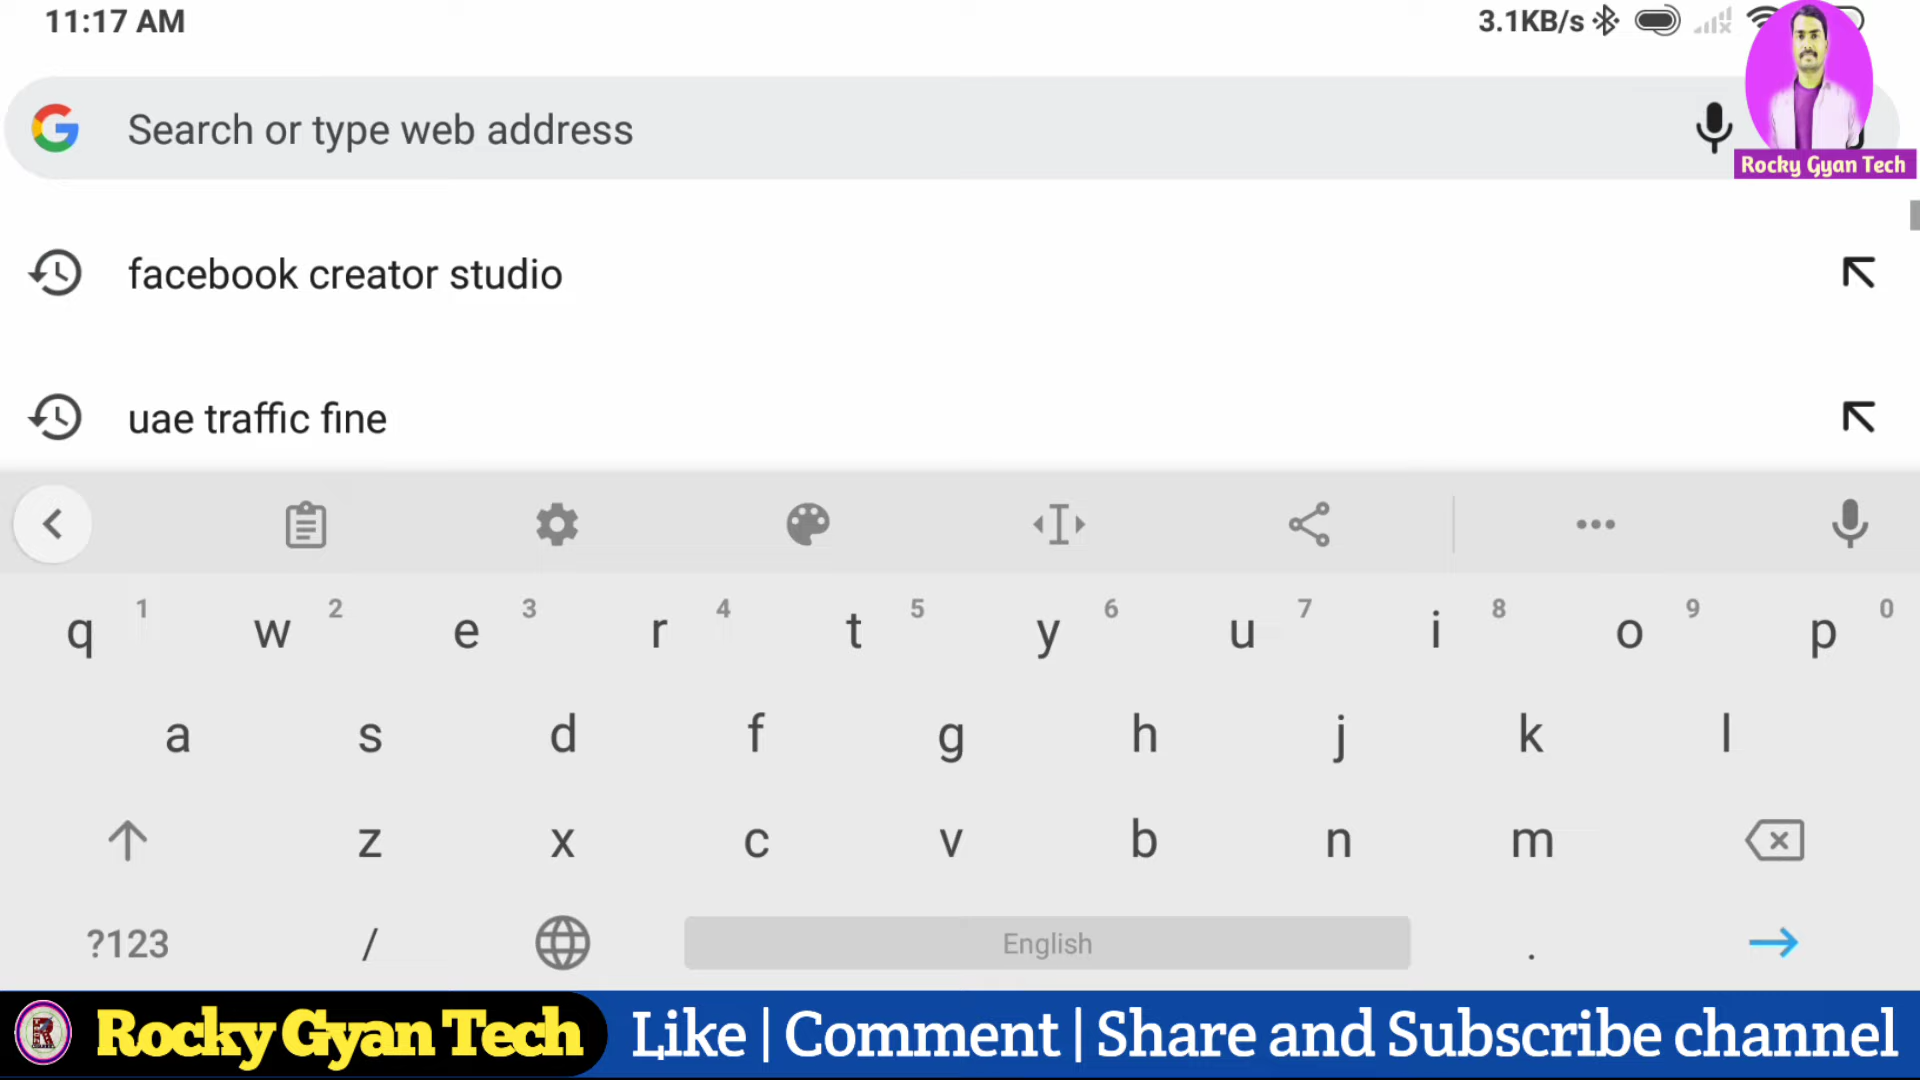 11:17 AM
3.1KB/s
Search or type web address
Rocky Gyan Tech
facebook creator studio
uae traffic fine
q 1 w 2 e 3 r 4 t 5 y 6 u 7 i 8 o 9 p 0
a s d f g h j k l
z x c v b n m
?123 / English .
R Rocky Gyan Tech Like | Comment | Share and Subscribe channel